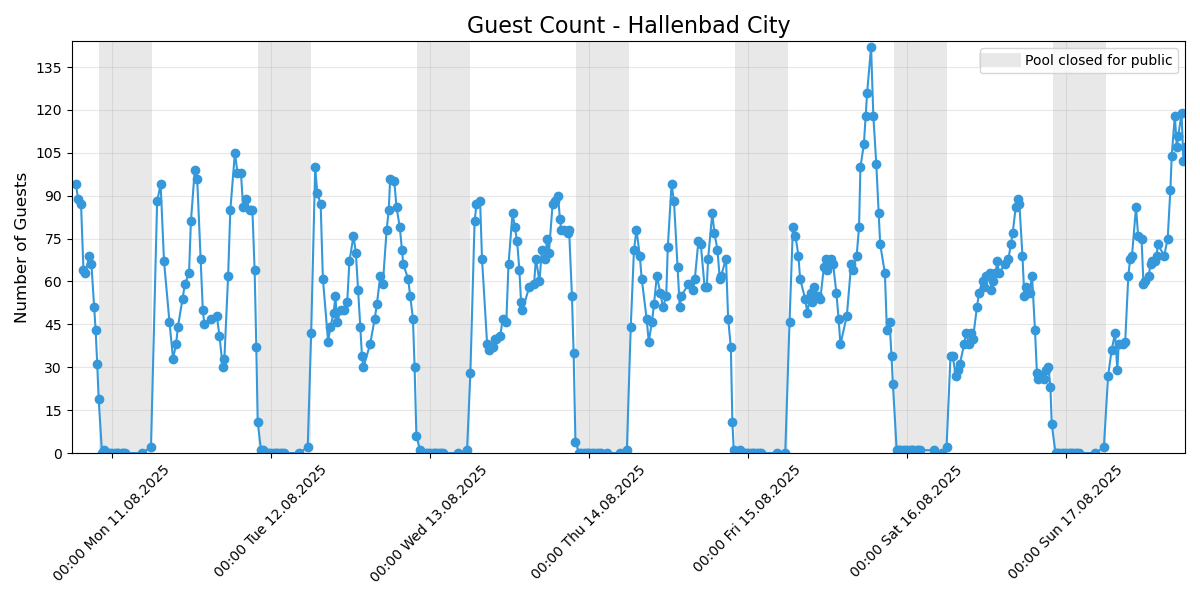 Guest Count - Hallenbad City
Pool closed for public
Number of Guests
135
120
105
90
75
60
45
30
15
0
00:00 Mon 11.08.2025
00:00 Tue 12.08.2025
00:00 Wed 13.08.2025
00:00 Thu 14.08.2025
00:00 Fri 15.08.2025
00:00 Sat 16.08.2025
00:00 Sun 17.08.2025